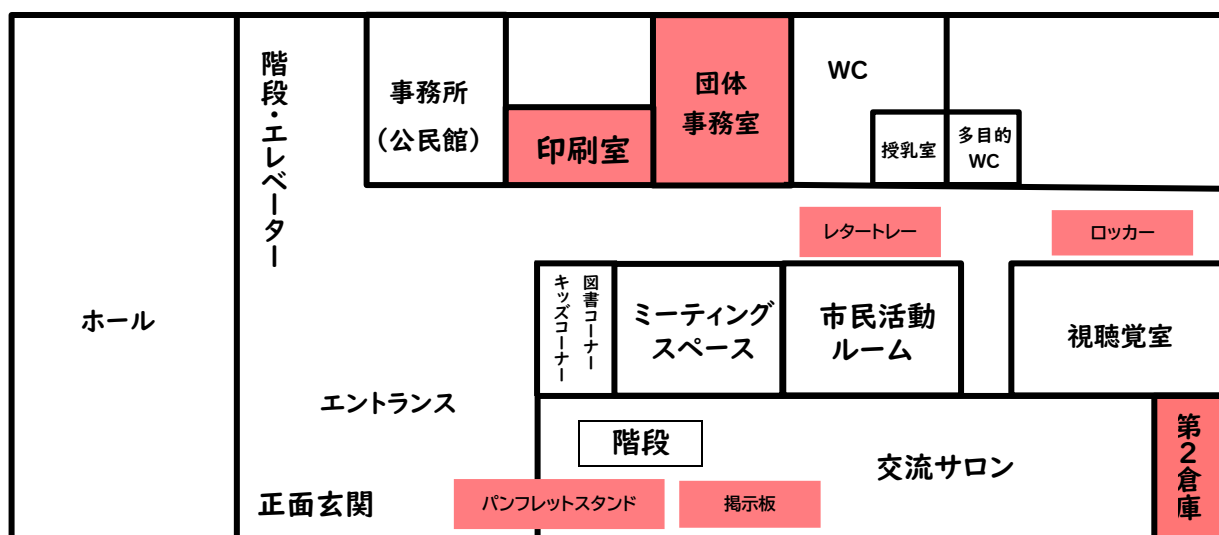 階段・エレベーター
事務所
（公民館）
印刷室
団体
事務室
WC
授乳室
多目的
WC
レタートレー
ロッカー
ホール
図書コーナー
キッズコーナー
ミーティング
スペース
市民活動
ルーム
視聴覚室
エントランス
階段
交流サロン
第2倉庫
正面玄関
パンフレットスタンド
掲示板